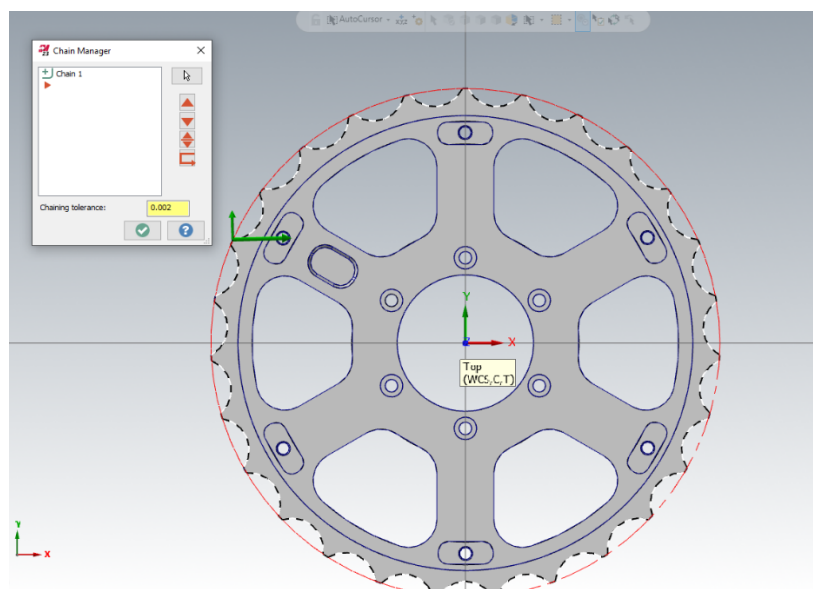 AutoCursor
Chain Manager
Chain 1
Chaining tolerance:
0.002
Y
X
Top
(WCS,C,T)
Y
X